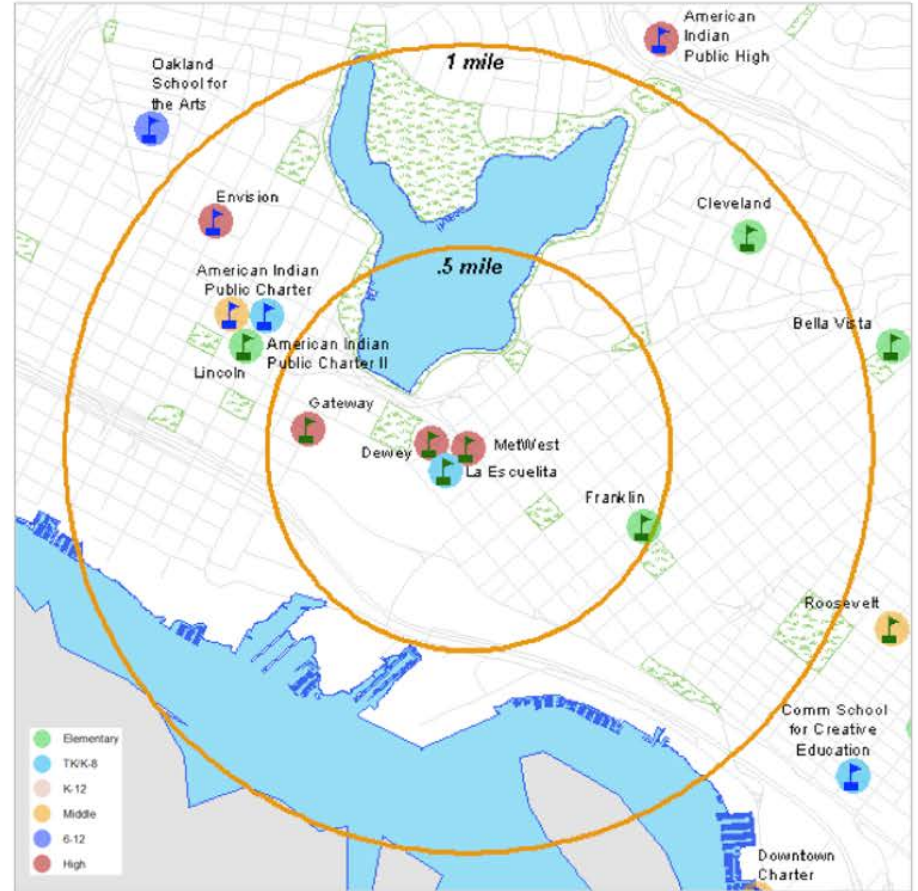 American
Indian
Public High
1 mile
Oakland
School for
the Arts
Envision
Cleveland
.5 mile
American Indian
Public Charter
Bella Vista
American Indian
Public Charter II
Lincoln
Gateway
Dewey
MetWest
La Escuelita
Franklin
Roosevelt
Comm School
for Creative
Education
Downtown
Charter
Elementary
TK/K-8
K-12
Middle
6-12
High